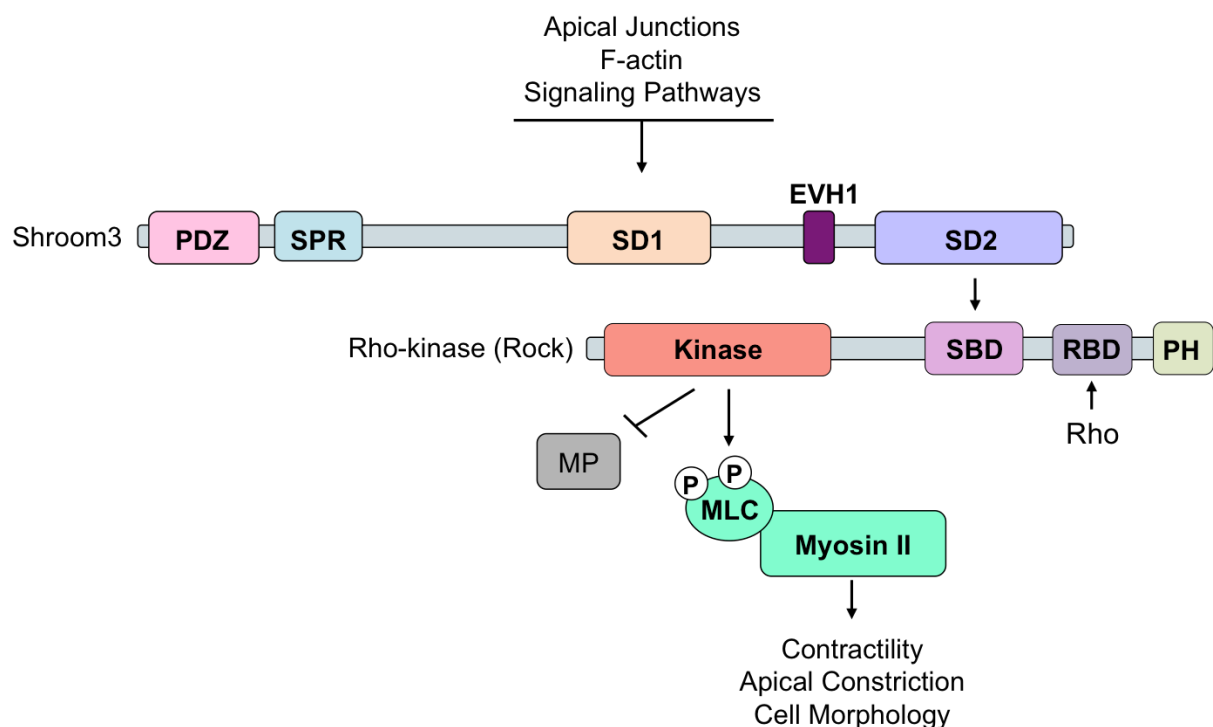 Apical Junctions
F-actin
Signaling Pathways
EVH1
Shroom3 PDZ SPR SD1 SD2
Rho-kinase (Rock) Kinase SBD RBD PH
Rho
MP
P P
MLC
Myosin II
Contractility
Apical Constriction
Cell Morphology